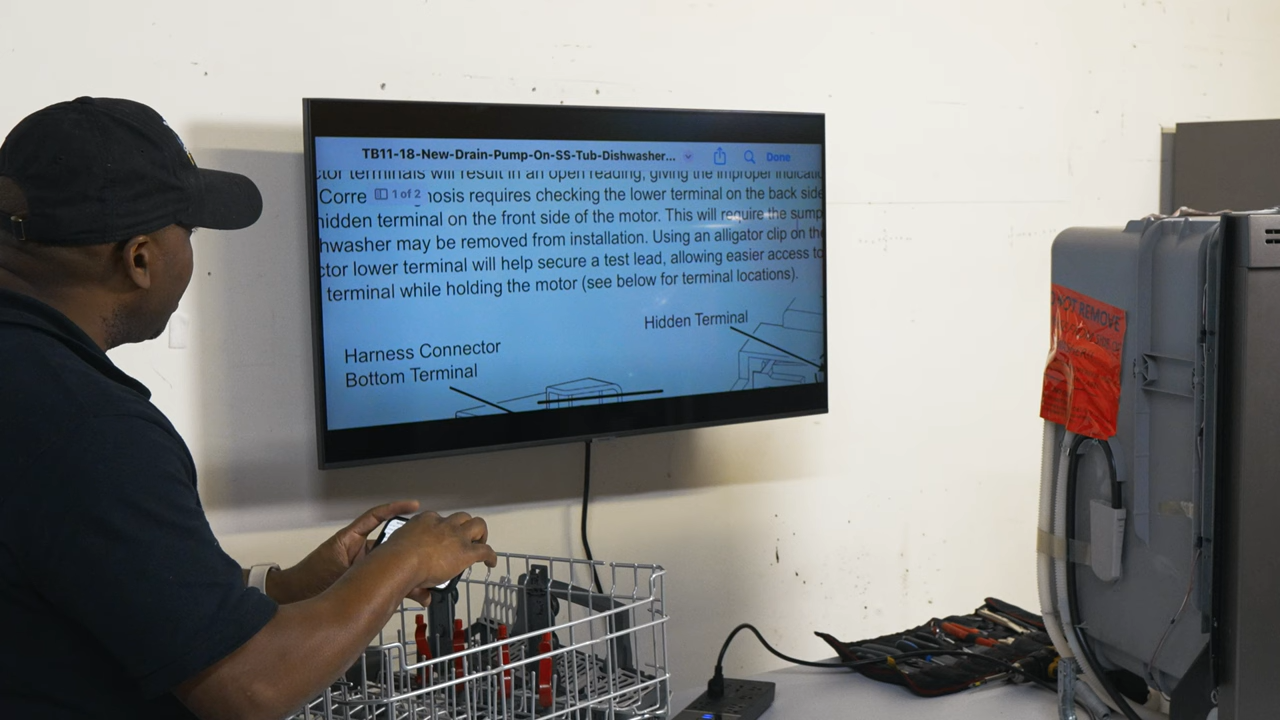 TB11-18-New-Drain-Pump-On-SS-Tub-Dishwasher... Done
ctor terminals will result in an open reading, giving the improper indicatio
Corre 1 of 2 nosis requires checking the lower terminal on the back side
hidden terminal on the front side of the motor. This will require the sump
hwasher may be removed from installation. Using an alligator clip on the
ctor lower terminal will help secure a test lead, allowing easier access to
terminal while holding the motor (see below for terminal locations).
Hidden Terminal
Harness Connector
Bottom Terminal
NOT REMOVE